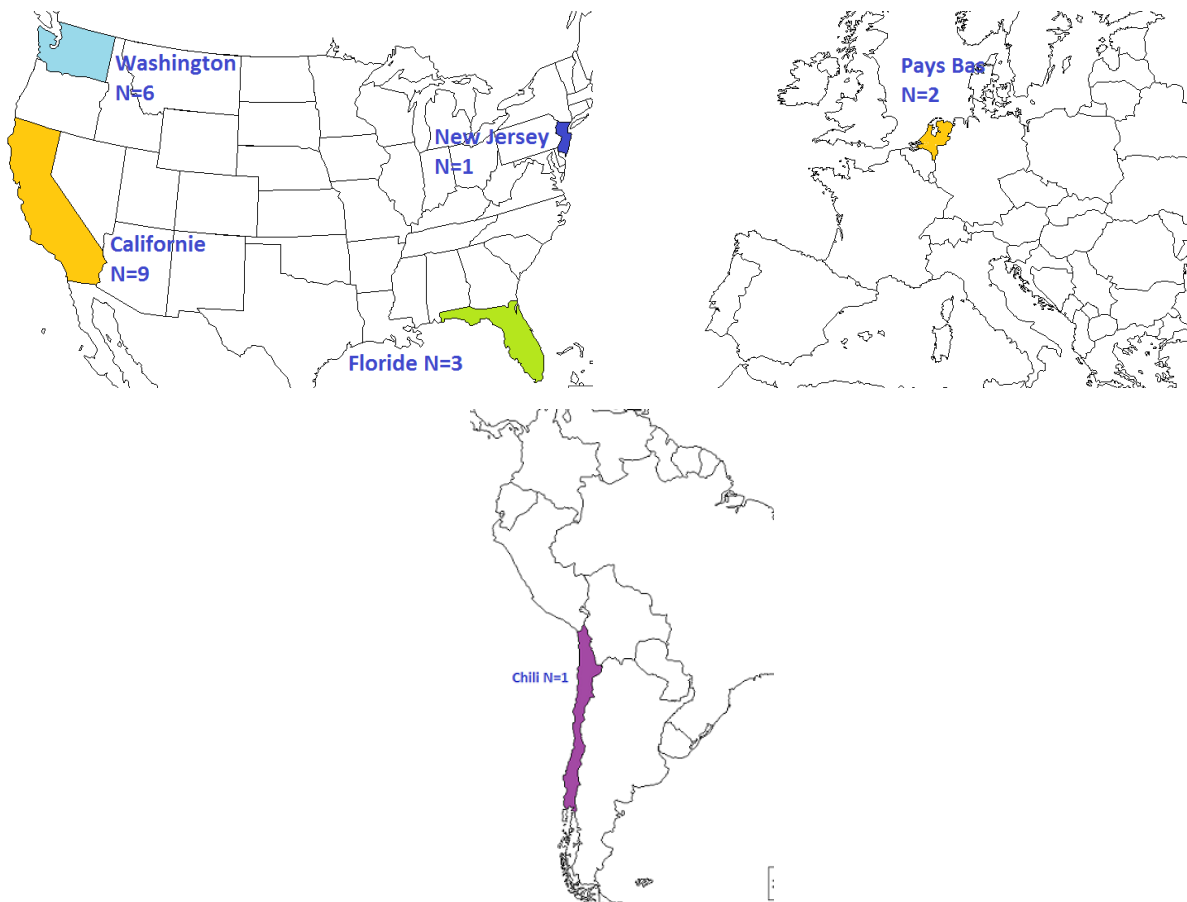 Washington
N=6
New Jersey
N=1
Californie
N=9
Floride N=3
Pays Bas
N=2
Chili N=1